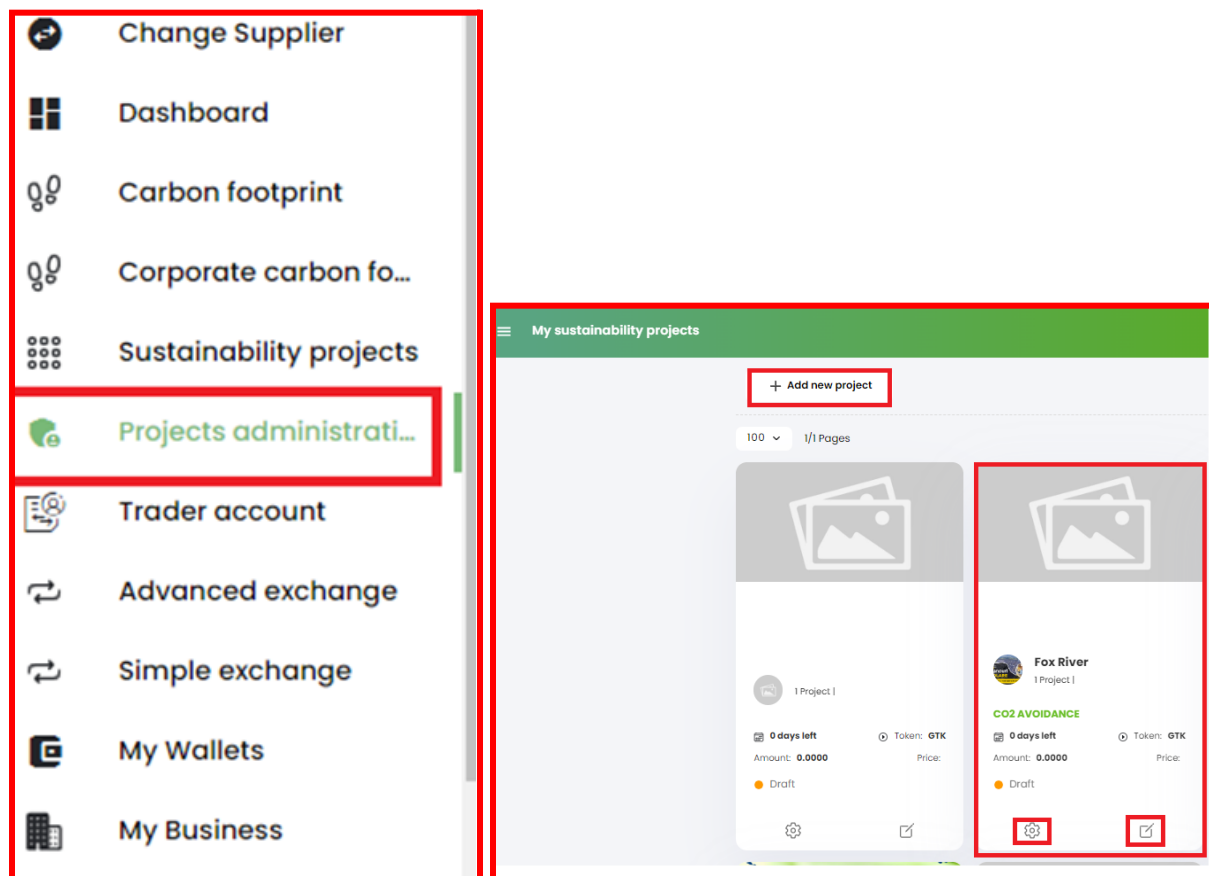 Change Supplier
Dashboard
Carbon footprint
Corporate carbon fo...
Sustainability projects
Projects administrati...
Trader account
Advanced exchange
Simple exchange
My Wallets
My Business
My sustainability projects
+ Add new project
100 1/1 Pages
1 Project |
0 days left Token: GTK
Amount: 0.0000 Price:
Draft
Fox River
1 Project |
CO2 AVOIDANCE
0 days left Token: GTK
Amount: 0.0000 Price:
Draft